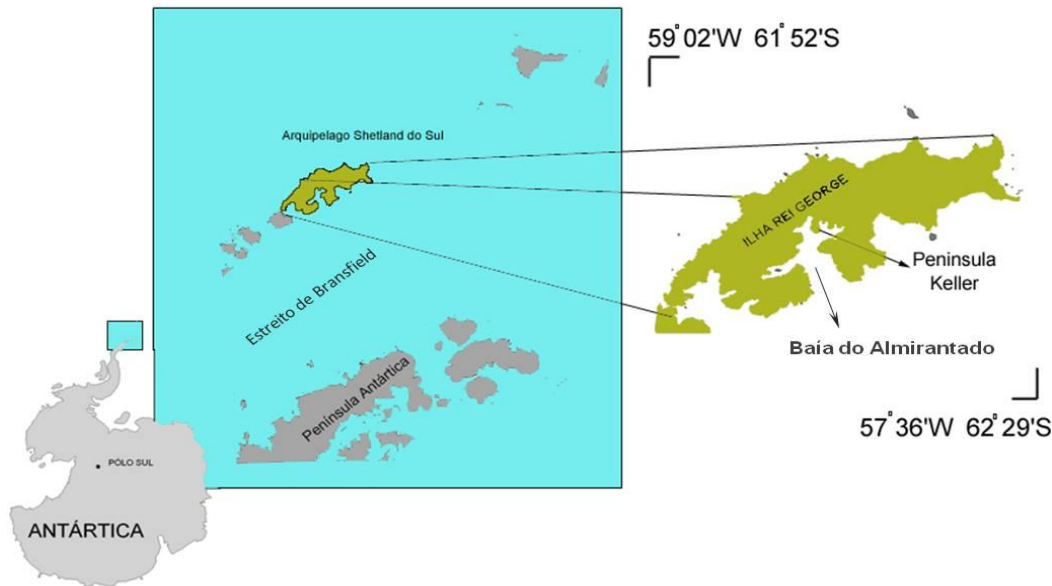 59°02'W 61°52'S
Arquipelago Shetland do Sul
ILHA REI GEORGE
Peninsula
Keller
Estreito de Bransfield
Baía do Almirantado
Península Antártica
57°36'W 62°29'S
PÓLO SUL
ANTÁRTICA